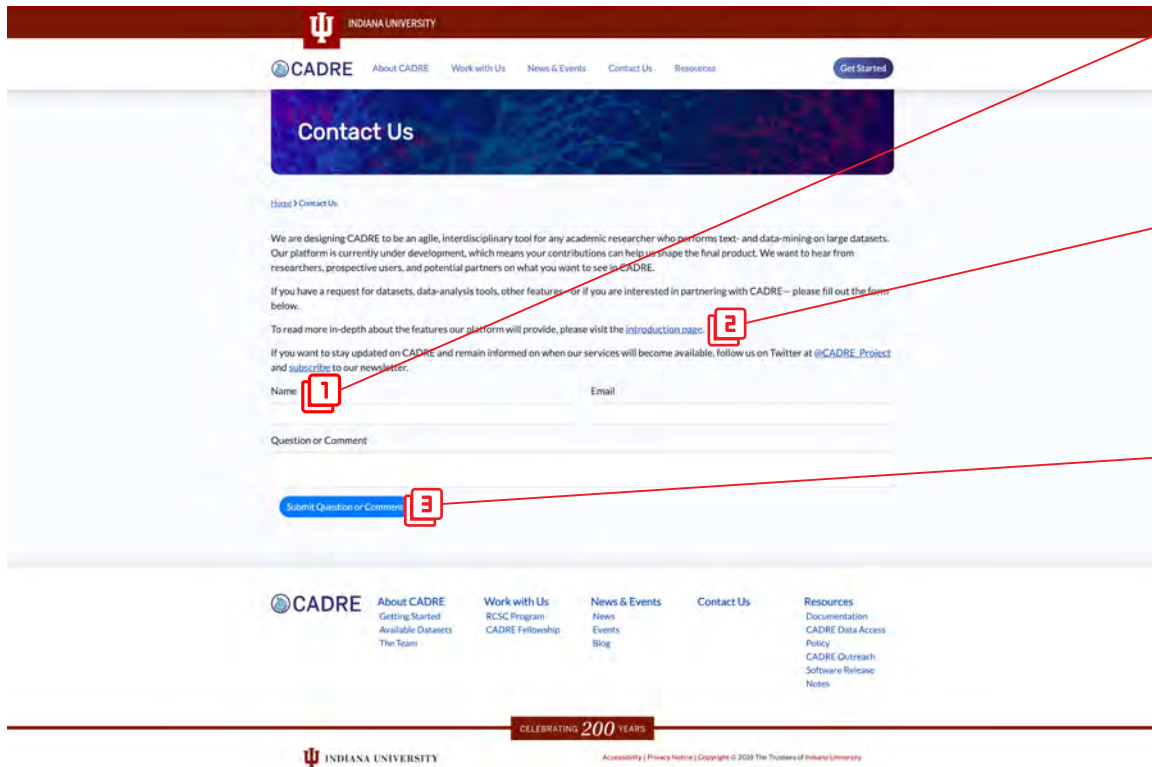 INDIANA UNIVERSITY
CADRE About CADRE Work with Us News & Events Contact Us Resources Get Started
Contact Us
Home > Contact Us
We are designing CADRE to be an agile, interdisciplinary tool for any academic researcher who performs text- and data-mining on large datasets.
Our platform is currently under development, which means your contributions can help us shape the final product. We want to hear from
researchers, prospective users, and potential partners on what you want to see in CADRE.
If you have a request for datasets, data-analysis tools, other features—or if you are interested in partnering with CADRE— please fill out the form
below.
To read more in-depth about the features our platform will provide, please visit the introduction page.
2
If you want to stay updated on CADRE and remain informed on when our services will become available, follow us on Twitter at @CADRE_Project
and subscribe to our newsletter.
Name 1 Email
Question or Comment
Submit Question or Comment 3
CADRE
About CADRE
Getting Started
Available Datasets
The Team
Work with Us
RCSC Program
CADRE Fellowship
News & Events
News
Events
Blog
Contact Us
Resources
Documentation
CADRE Data Access
Policy
CADRE Outreach
Software Release
Notes
CELEBRATING 200 YEARS
INDIANA UNIVERSITY
Accessibility | Privacy Notice | Copyright © 2019 The Trustees of Indiana University